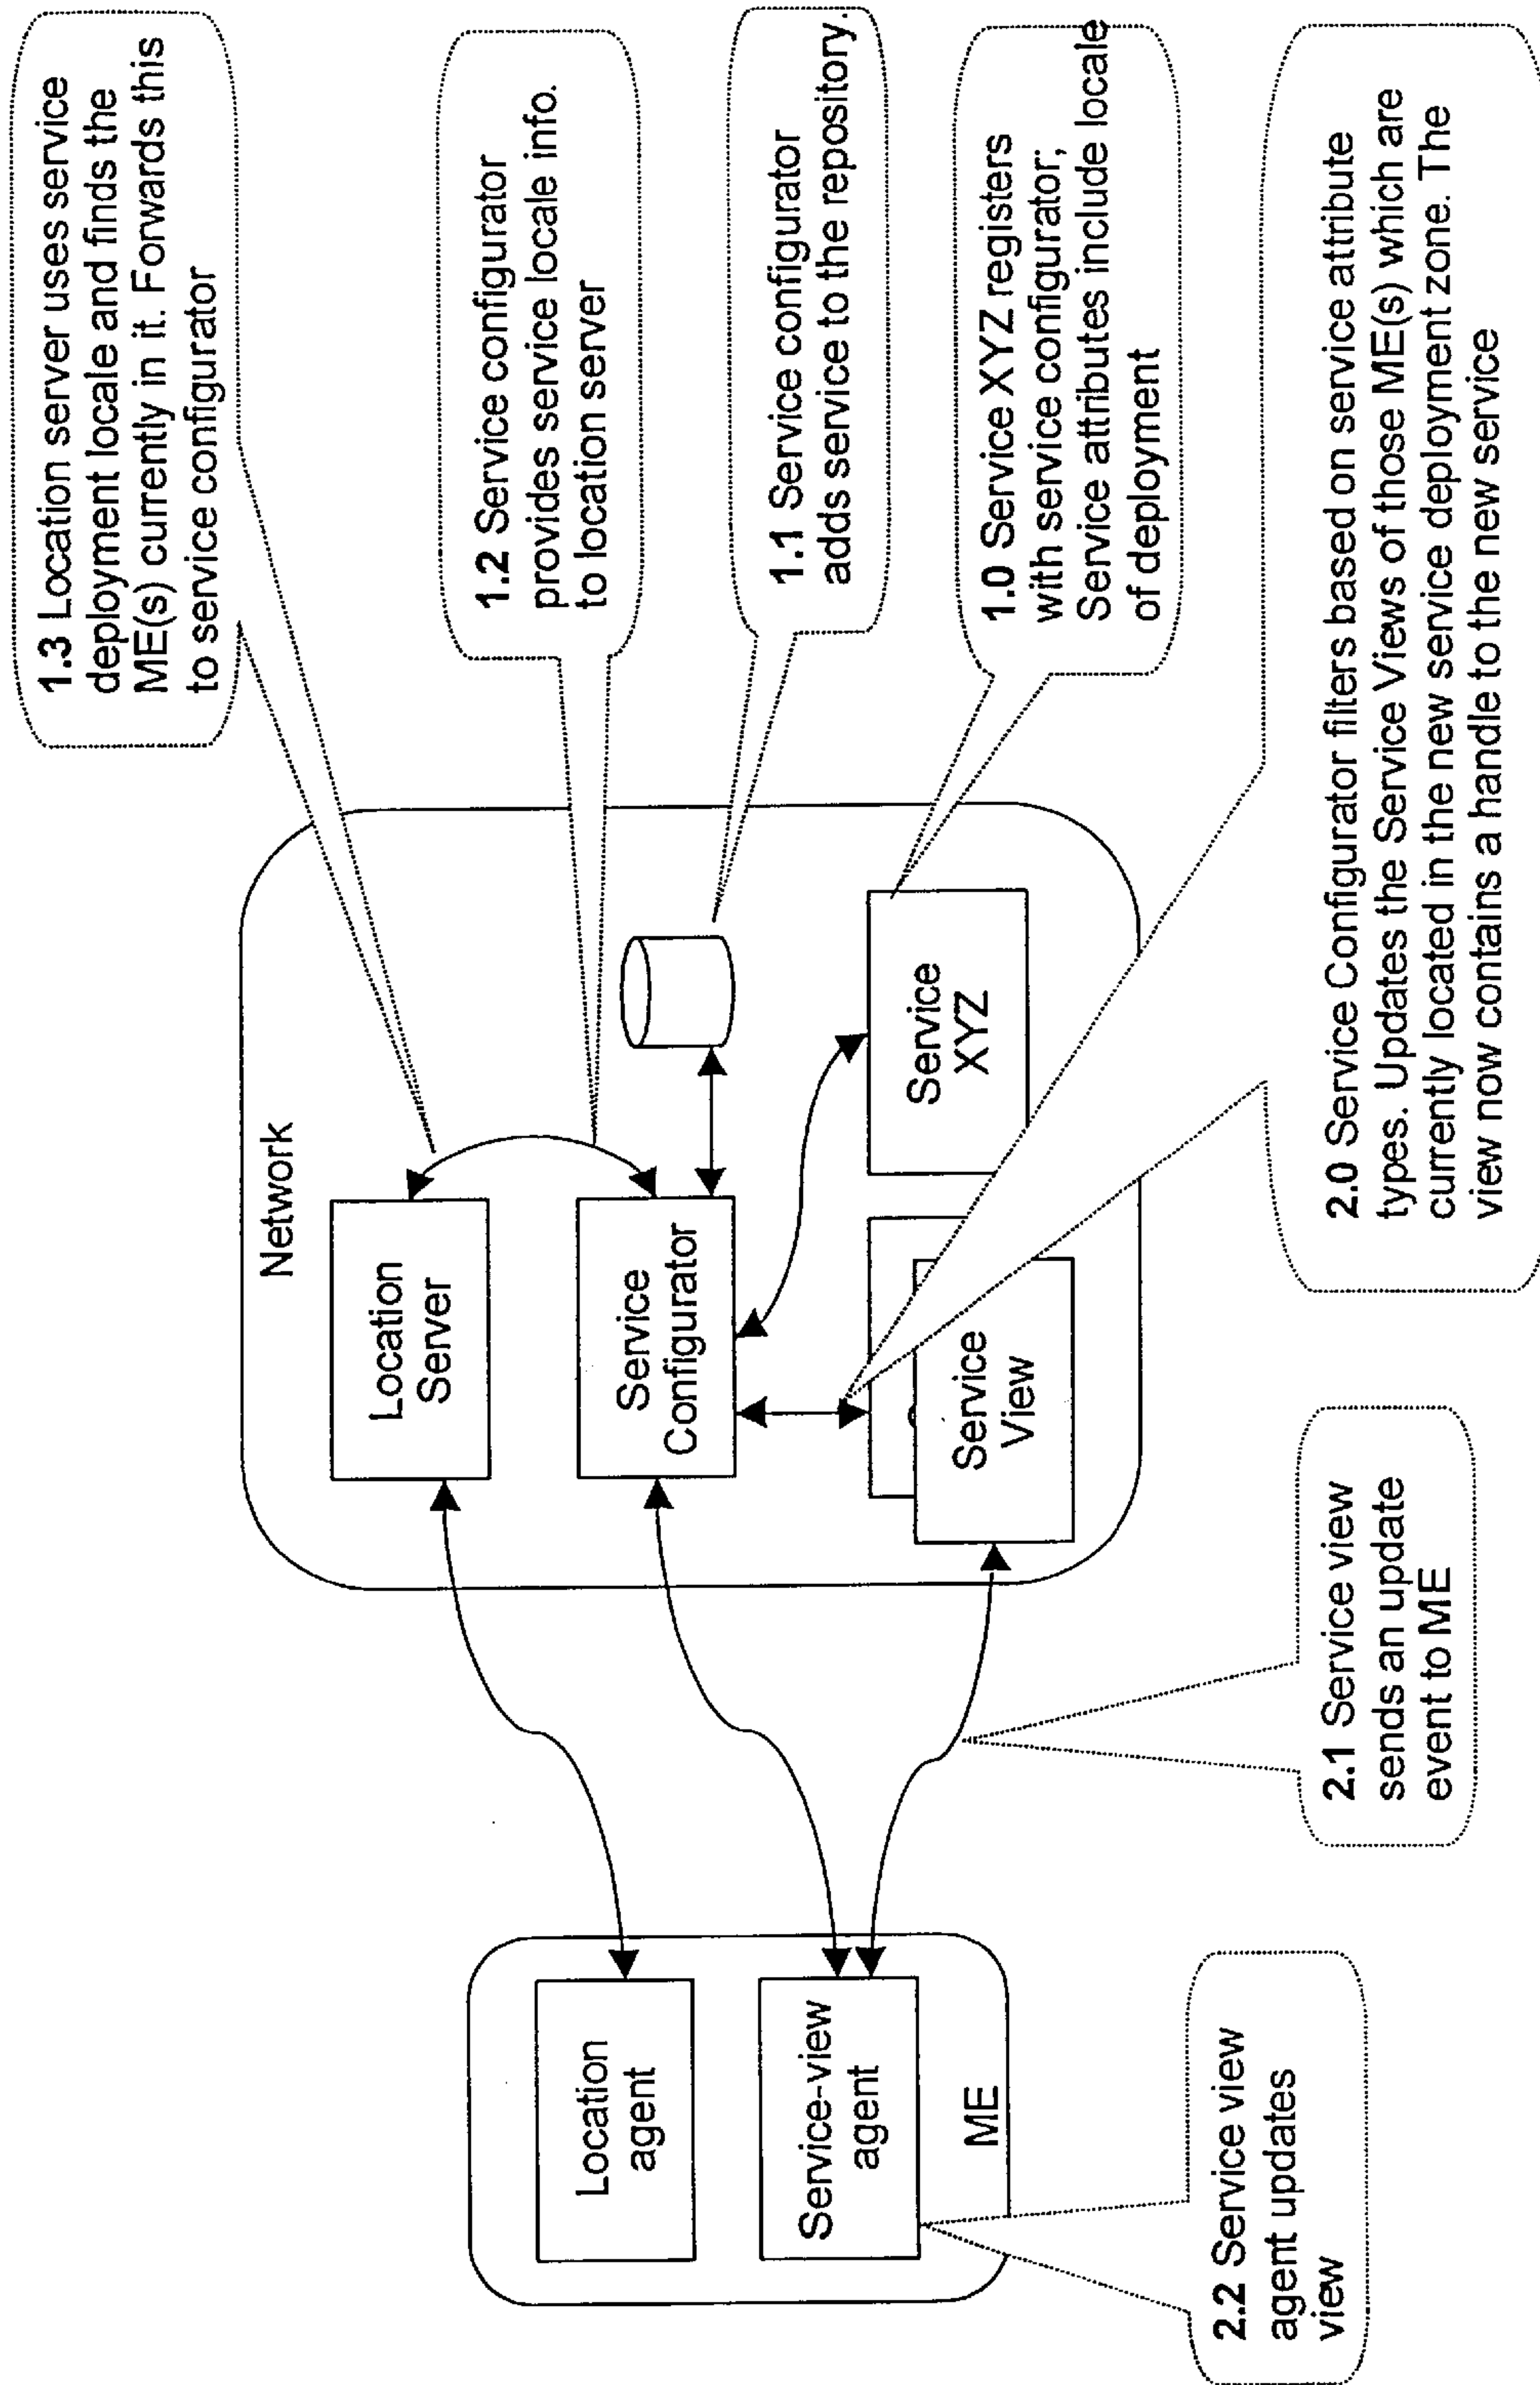 1.3 Location server uses service
deployment locale and finds the
ME(s) currently in it. Forwards this
to service configurator
1.2 Service configurator
provides service locale info.
to location server
1.1 Service configurator
adds service to the repository.
1.0 Service XYZ registers
with service configurator;
Service attributes include locale
of deployment
Network
Location
Server
Service
Configurator
Service
XYZ
Service
View
2.0 Service Configurator filters based on service attribute
types. Updates the Service Views of those ME(s) which are
currently located in the new service deployment zone. The
view now contains a handle to the new service
2.1 Service view
sends an update
event to ME
Location
agent
Service-view
agent
ME
2.2 Service view
agent updates
view